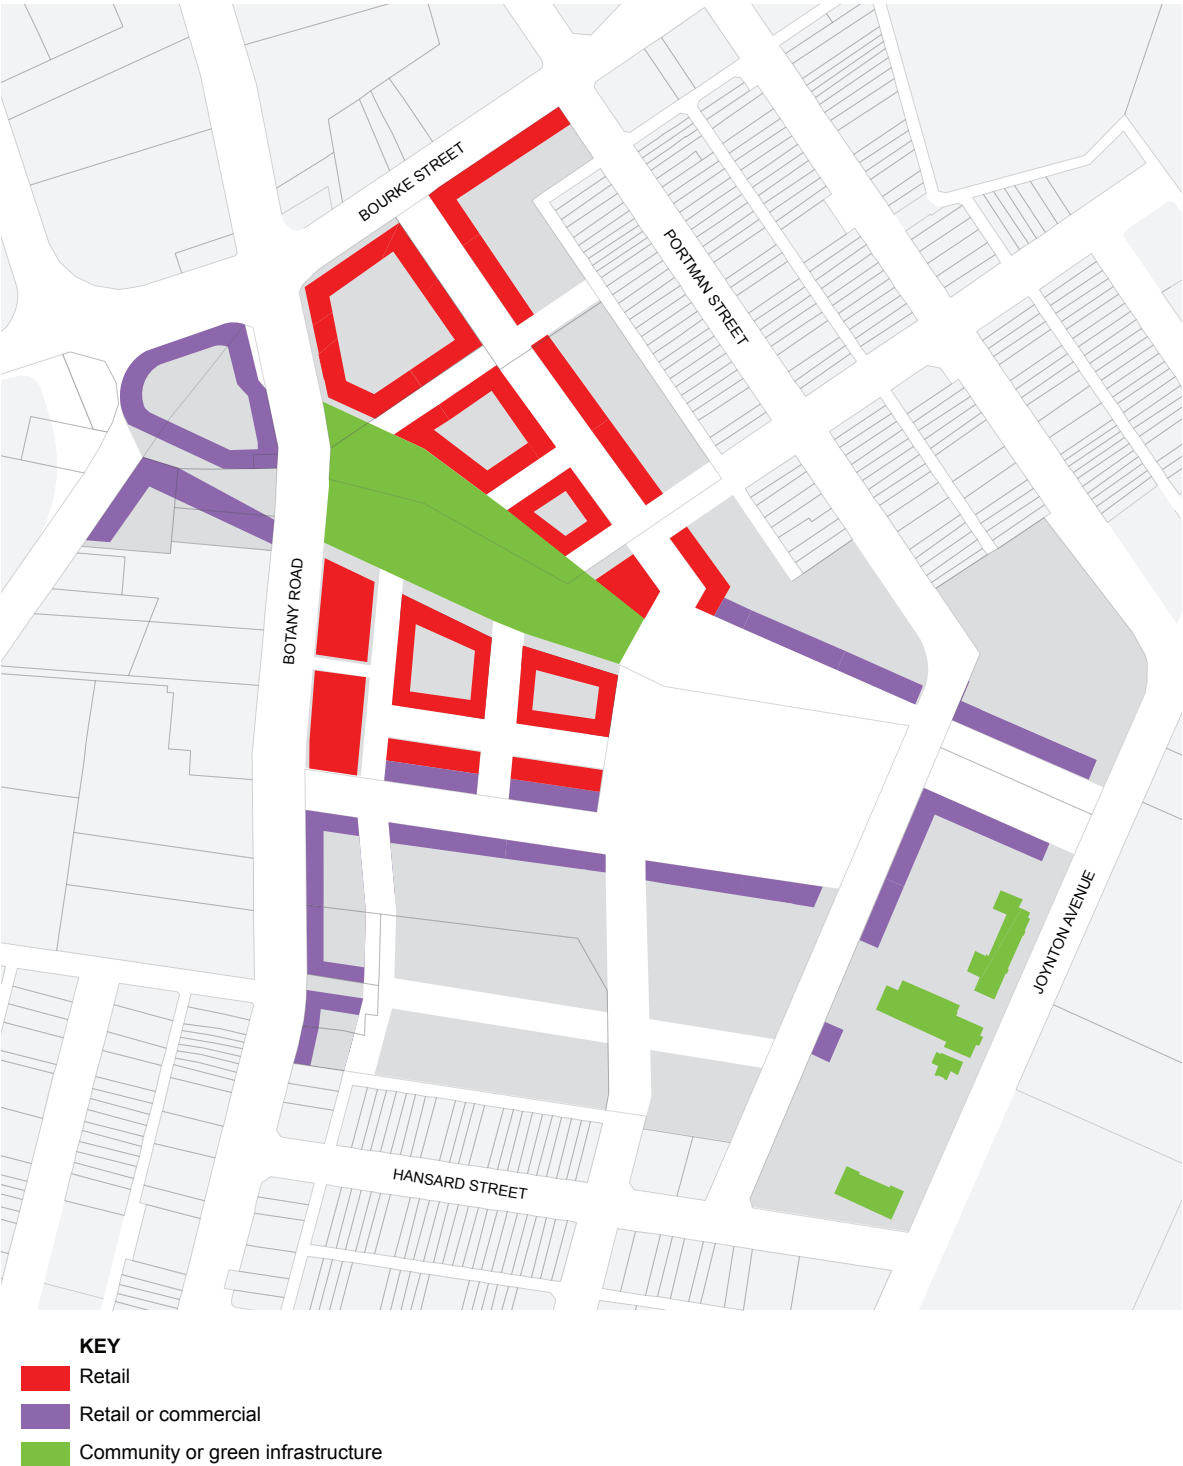 BOURKE STREET
PORTMAN STREET
BOTANY ROAD
JOYNTON AVENUE
HANSARD STREET
KEY
Retail
Retail or commercial
Community or green infrastructure